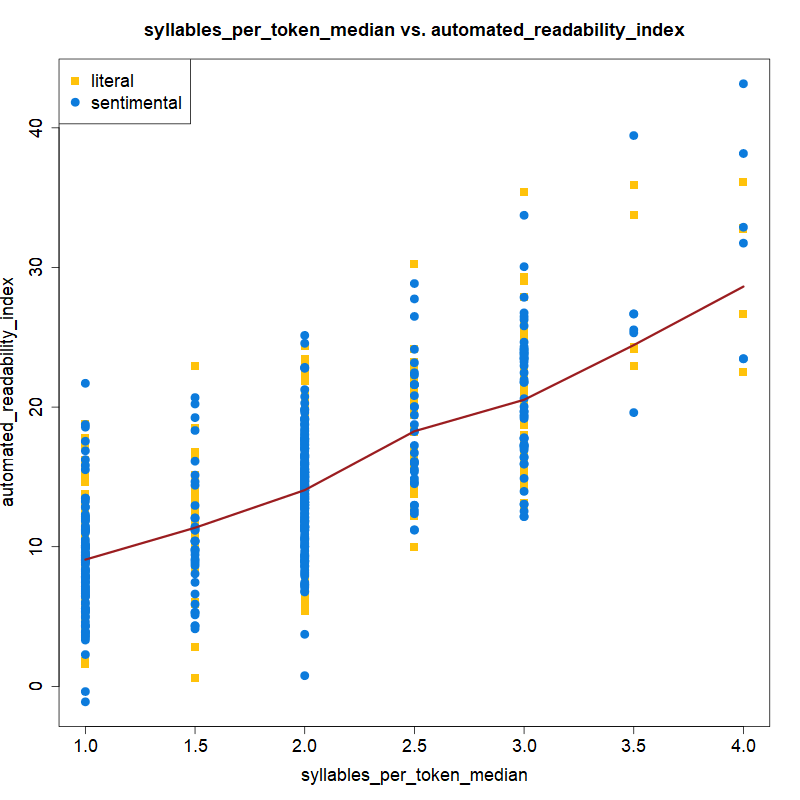 syllables_per_token_median vs. automated_readability_index
literal
sentimental
automated_readability_index
40
30
20
10
0
1.0 1.5 2.0 2.5 3.0 3.5 4.0
syllables_per_token_median